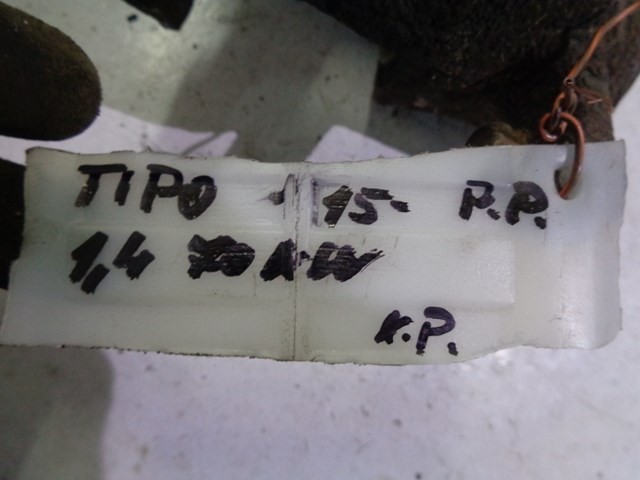 TIPO 15- P.P.
1,4 70 KW
K.P.